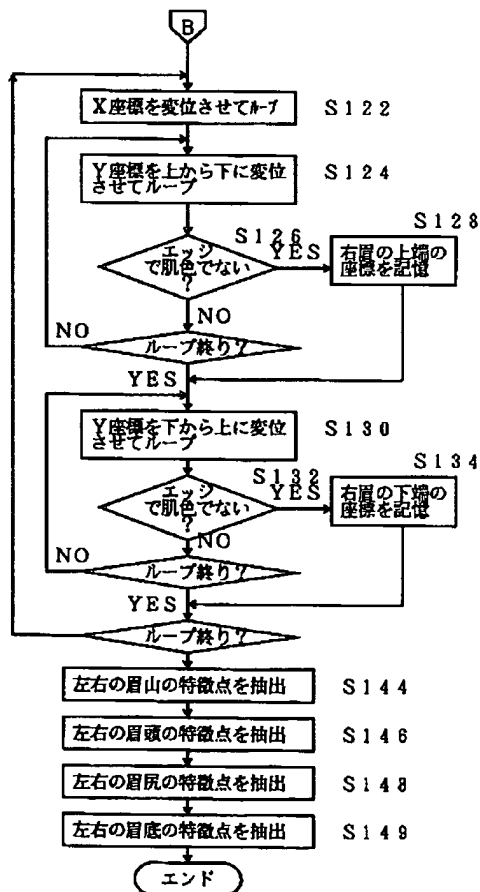 B
X座標を変位させてループ S122
Y座標を上から下に変位
させてループ
S124
S126
エッジ
で肌色でない
?
YES
S128
右眉の上端の
座標を記憶
NO
NO
ループ終り?
YES
Y座標を下から上に変位
させてループ
S130
S132
エッジ
で肌色でない
?
YES
S134
右眉の下端の
座標を記憶
NO
NO
ループ終り?
YES
ループ終り?
左右の眉山の特徴点を抽出 S144
左右の眉頭の特徴点を抽出 S146
左右の眉尻の特徴点を抽出 S148
左右の眉底の特徴点を抽出 S149
エンド